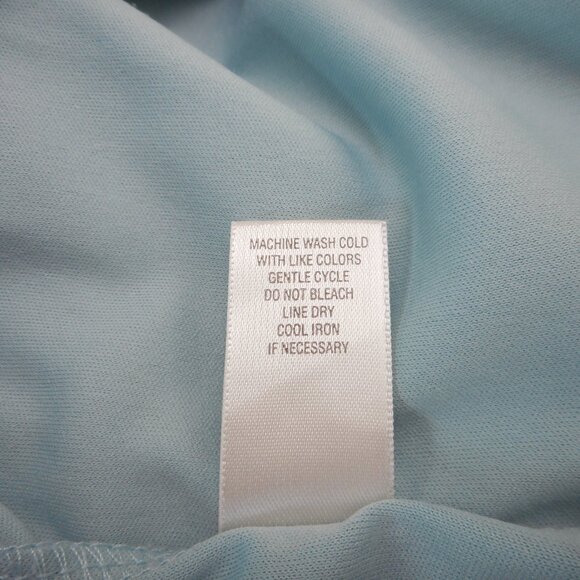 MACHINE WASH COLD
WITH LIKE COLORS
GENTLE CYCLE
DO NOT BLEACH
LINE DRY
COOL IRON
IF NECESSARY